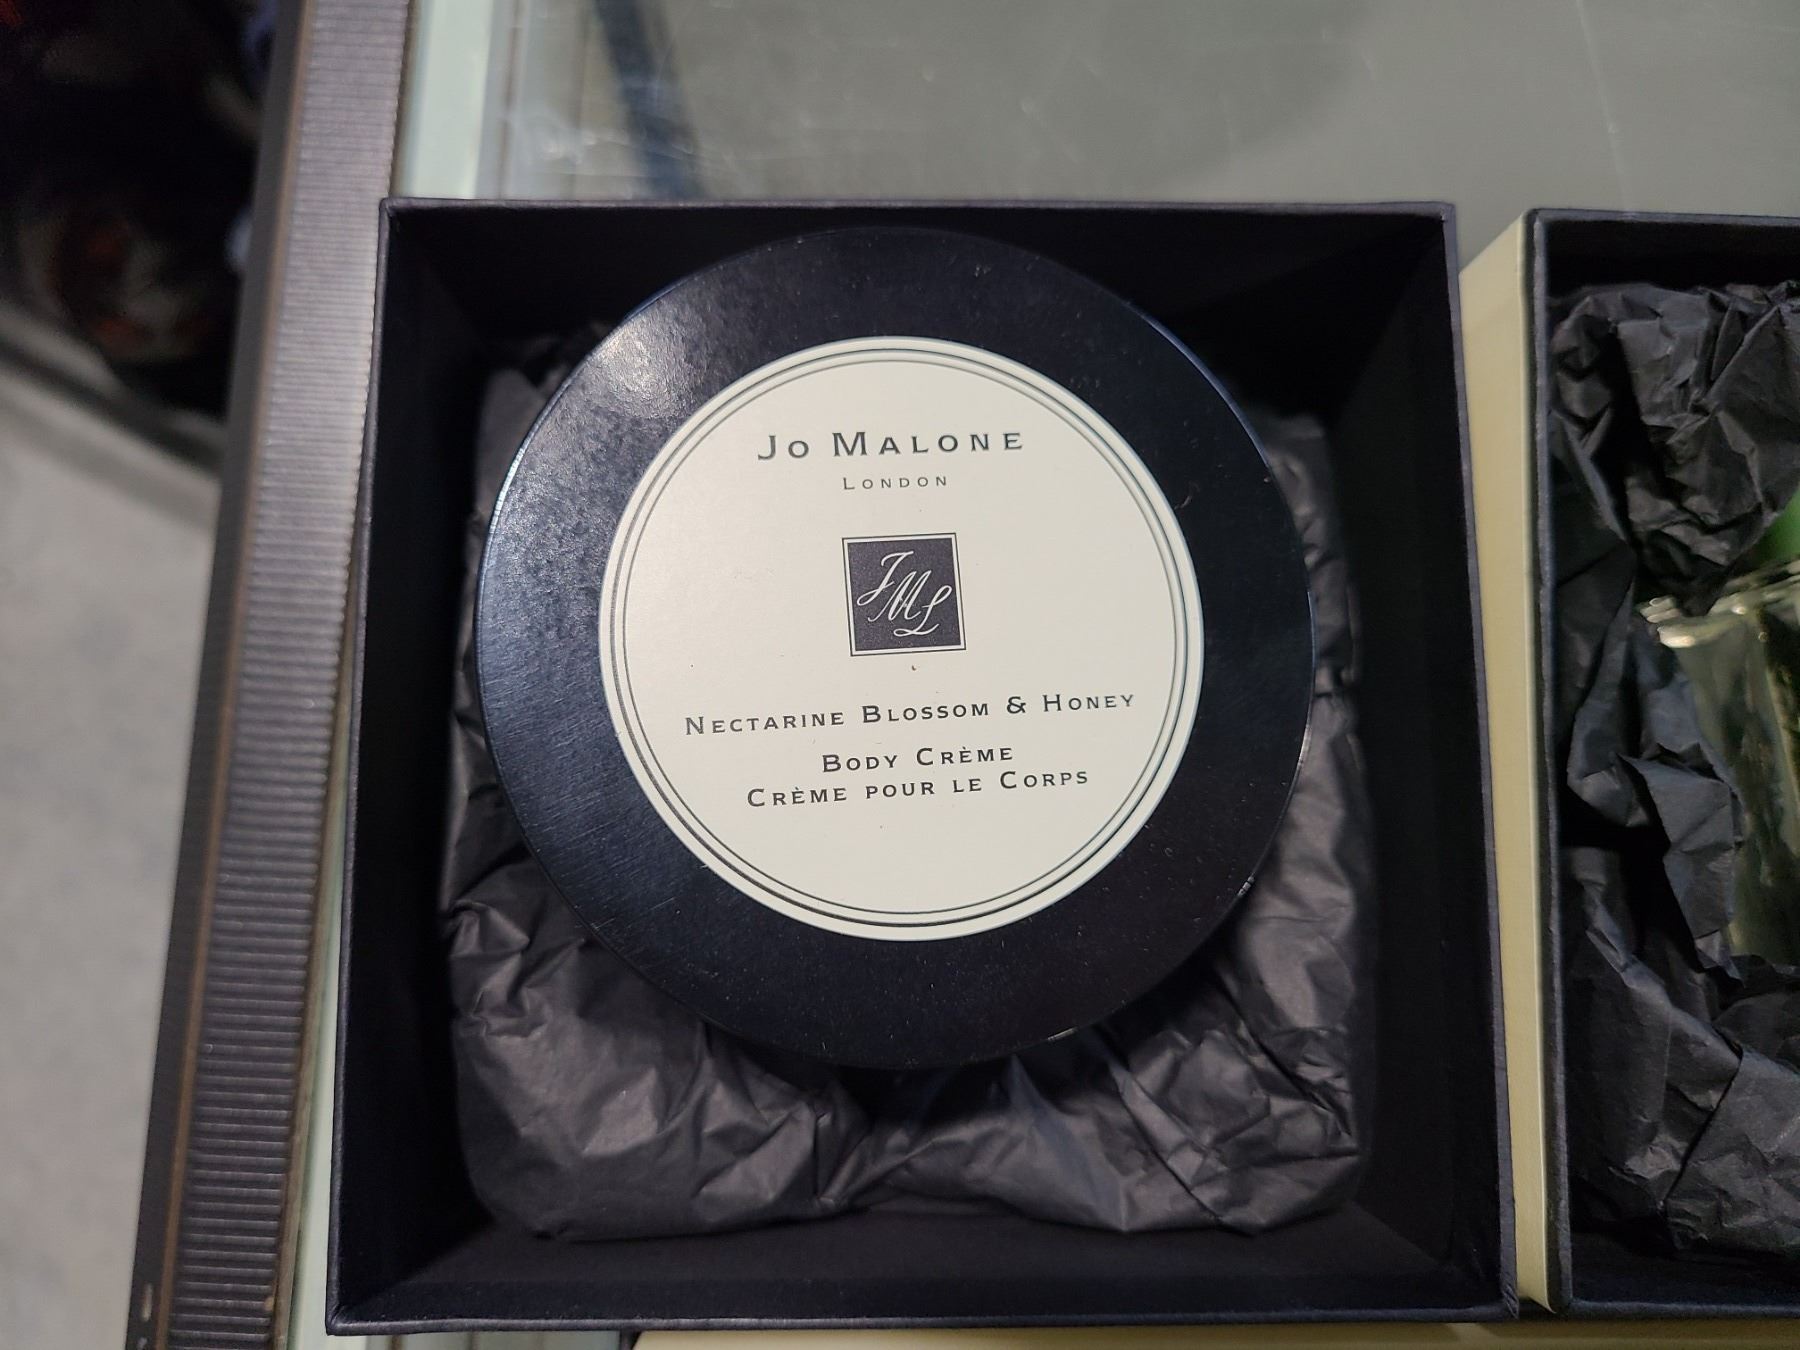 Jo Malone
London
JML
Nectarine Blossom & Honey
Body Crème
Crème pour le Corps